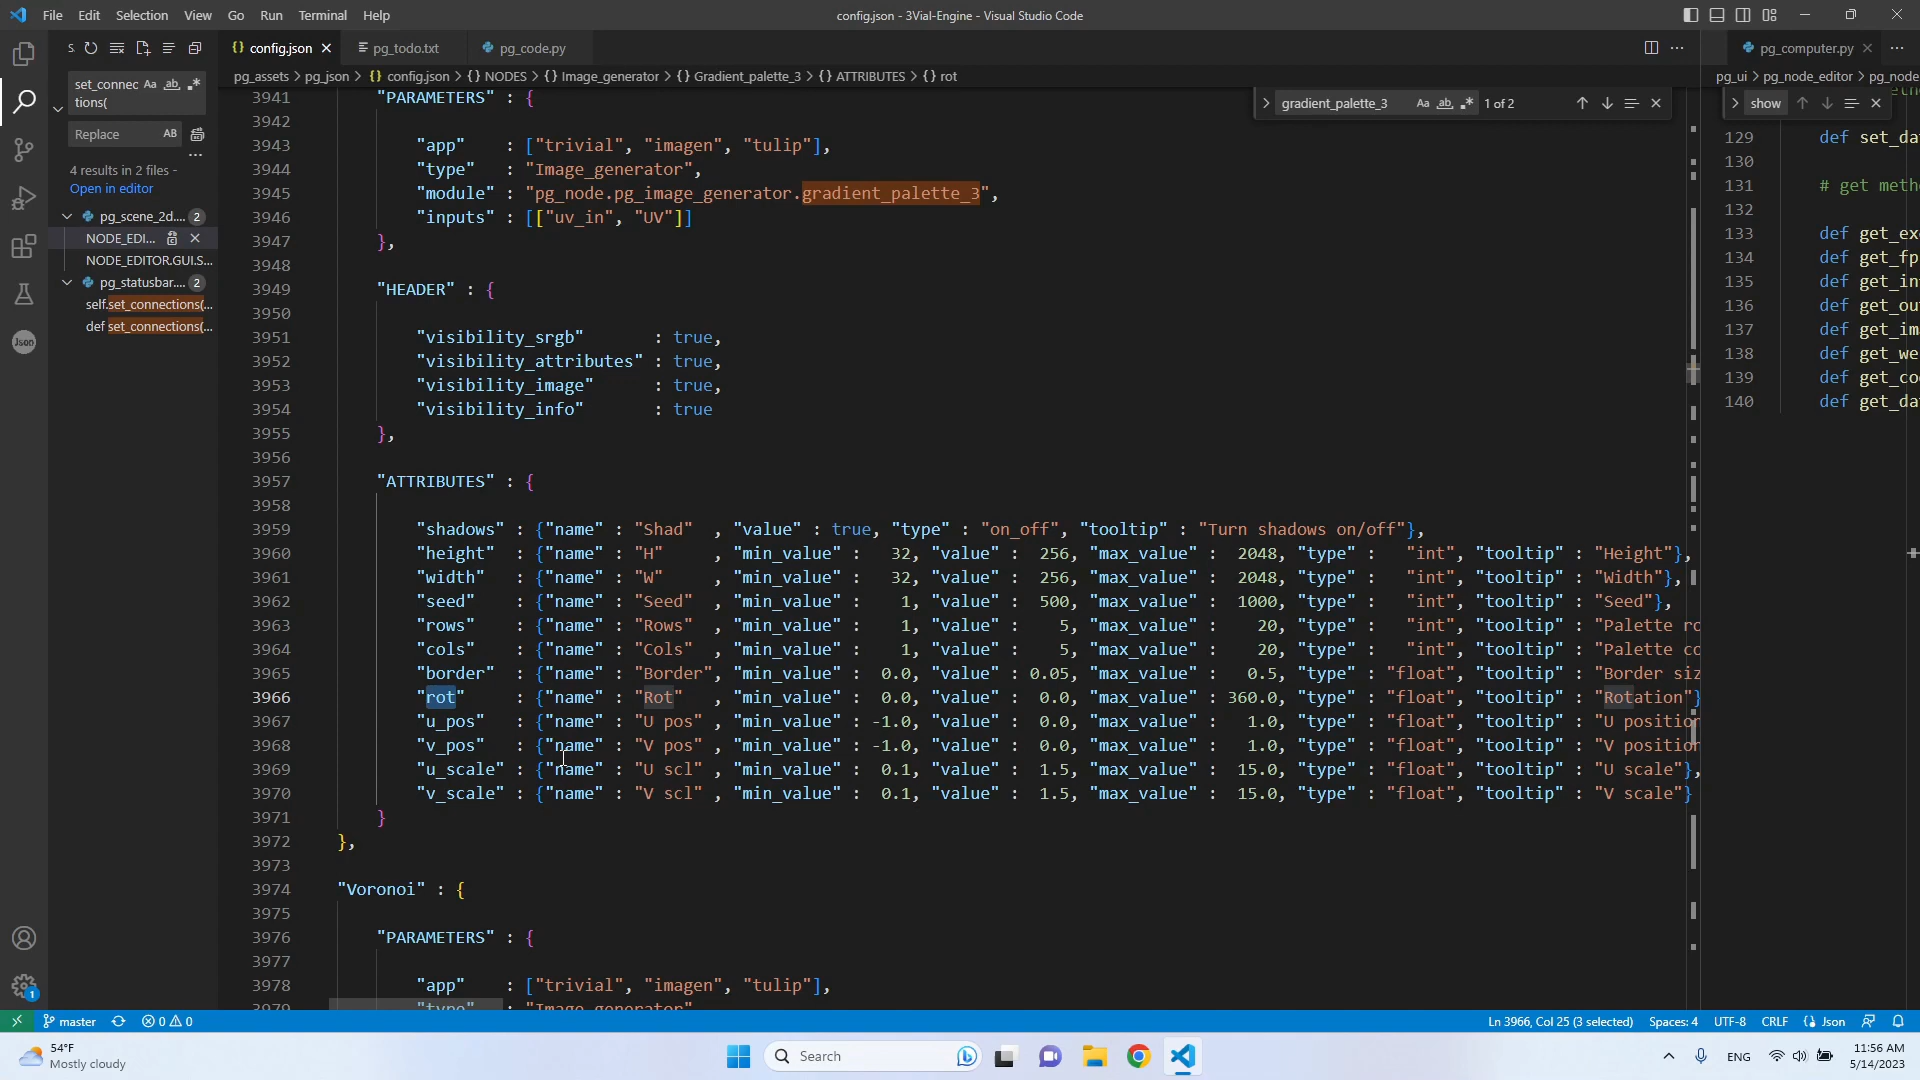 File Edit Selection View Go Run Terminal Help
config.json - 3Vial-Engine - Visual Studio Code
S.
config.json
pg_todo.txt
pg_code.py
pg_computer.py
set_connec
tions(
Replace
4 results in 2 files -
Open in editor
pg_scene_2d.... 2
NODE_EDI...
NODE_EDITOR.GUI.S...
pg_statusbar.... 2
self.set_connections(...
def set_connections(...
pg_assets > pg_json > {} config.json > {} NODES > {} Image_generator > {} Gradient_palette_3 > {} ATTRIBUTES > {} rot
pg_ui > pg_node_editor > pg_node
gradient_palette_3 Aa ab 1 of 2
show
3941 "PARAMETERS" : {
3942
3943 "app" : ["trivial", "imagen", "tulip"],
3944 "type" : "Image_generator",
3945 "module" : "pg_node.pg_image_generator.gradient_palette_3",
3946 "inputs" : [["uv_in", "UV"]]
3947 },
3948
3949 "HEADER" : {
3950
3951 "visibility_srgb" : true,
3952 "visibility_attributes" : true,
3953 "visibility_image" : true,
3954 "visibility_info" : true
3955 },
3956
3957 "ATTRIBUTES" : {
3958
3959 "shadows" : {"name" : "Shad" , "value" : true, "type" : "on_off", "tooltip" : "Turn shadows on/off"},
3960 "height" : {"name" : "H" , "min_value" : 32, "value" : 256, "max_value" : 2048, "type" : "int", "tooltip" : "Height"},
3961 "width" : {"name" : "W" , "min_value" : 32, "value" : 256, "max_value" : 2048, "type" : "int", "tooltip" : "Width"},
3962 "seed" : {"name" : "Seed" , "min_value" : 1, "value" : 500, "max_value" : 1000, "type" : "int", "tooltip" : "Seed"},
3963 "rows" : {"name" : "Rows" , "min_value" : 1, "value" : 5, "max_value" : 20, "type" : "int", "tooltip" : "Palette ro
3964 "cols" : {"name" : "Cols" , "min_value" : 1, "value" : 5, "max_value" : 20, "type" : "int", "tooltip" : "Palette co
3965 "border" : {"name" : "Border", "min_value" : 0.0, "value" : 0.05, "max_value" : 0.5, "type" : "float", "tooltip" : "Border siz
3966 "rot" : {"name" : "Rot" , "min_value" : 0.0, "value" : 0.0, "max_value" : 360.0, "type" : "float", "tooltip" : "Rotation"}
3967 "u_pos" : {"name" : "U pos" , "min_value" : -1.0, "value" : 0.0, "max_value" : 1.0, "type" : "float", "tooltip" : "U position
3968 "v_pos" : {"name" : "V pos" , "min_value" : -1.0, "value" : 0.0, "max_value" : 1.0, "type" : "float", "tooltip" : "V position
3969 "u_scale" : {"name" : "U scl" , "min_value" : 0.1, "value" : 1.5, "max_value" : 15.0, "type" : "float", "tooltip" : "U scale"},
3970 "v_scale" : {"name" : "V scl" , "min_value" : 0.1, "value" : 1.5, "max_value" : 15.0, "type" : "float", "tooltip" : "V scale"}
3971 }
3972 },
3973
3974 "Voronoi" : {
3975
3976 "PARAMETERS" : {
3977
3978 "app" : ["trivial", "imagen", "tulip"],
3979 "type" : "Image_generator"
129 def set_da
130
131 # get meth
132
133 def get_ex
134 def get_fp
135 def get_in
136 def get_ou
137 def get_im
138 def get_we
139 def get_co
140 def get_da
master 0 0
Ln 3966, Col 25 (3 selected) Spaces: 4 UTF-8 CRLF {} Json
54°F
Mostly cloudy
Search
ENG
11:56 AM
5/14/2023